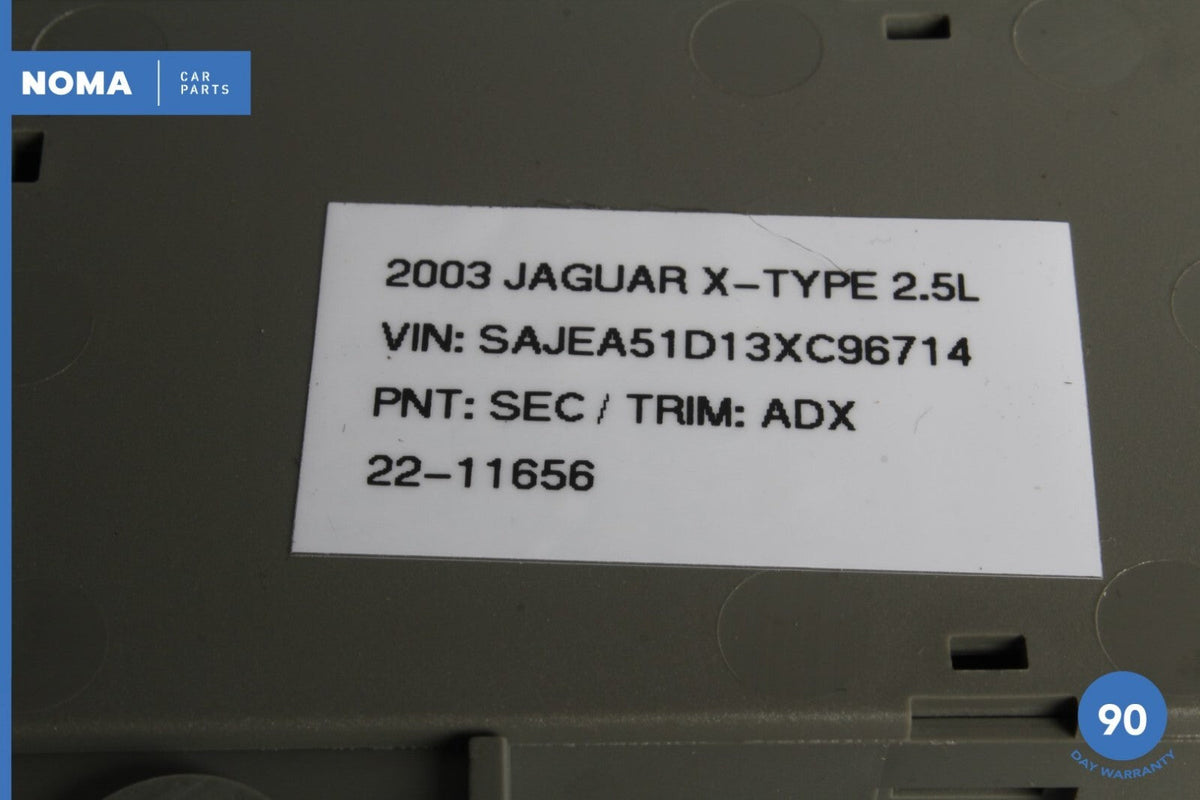 NOMA
CAR
PARTS
2003 JAGUAR X-TYPE 2.5L
VIN: SAJEA51D13XC96714
PNT: SEC / TRIM: ADX
22-11656
90
DAY WARRANTY